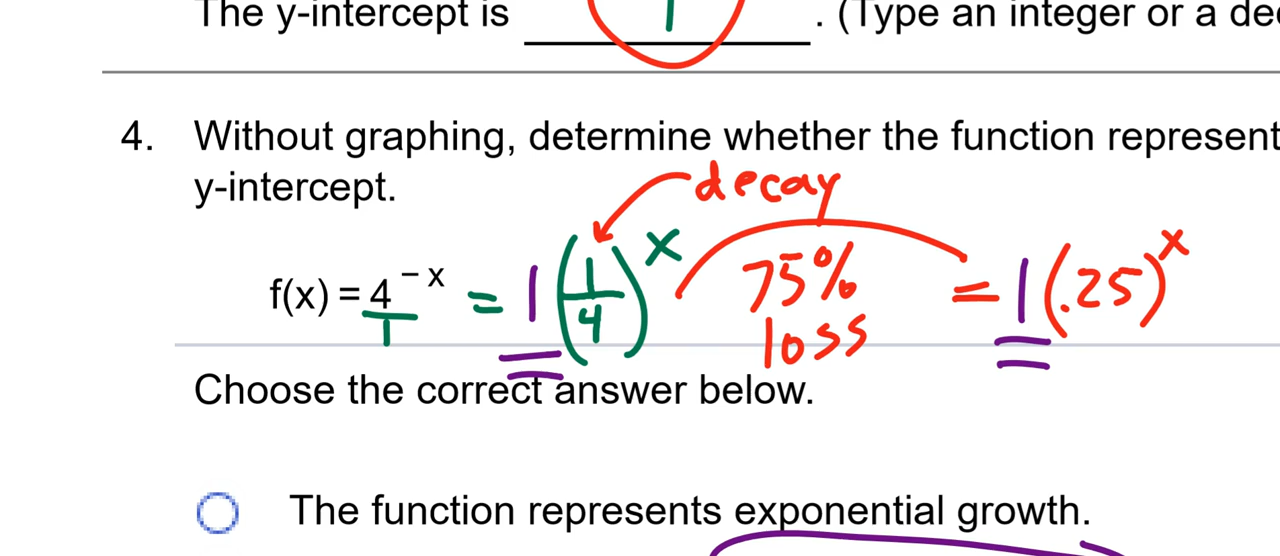 The y-intercept is 1. (Type an integer or a de
4. Without graphing, determine whether the function represent
y-intercept.
decay
f(x) = 4^-x / 1 = 1(1/4)^x 75% loss = 1(.25)^x
Choose the correct answer below.
The function represents exponential growth.